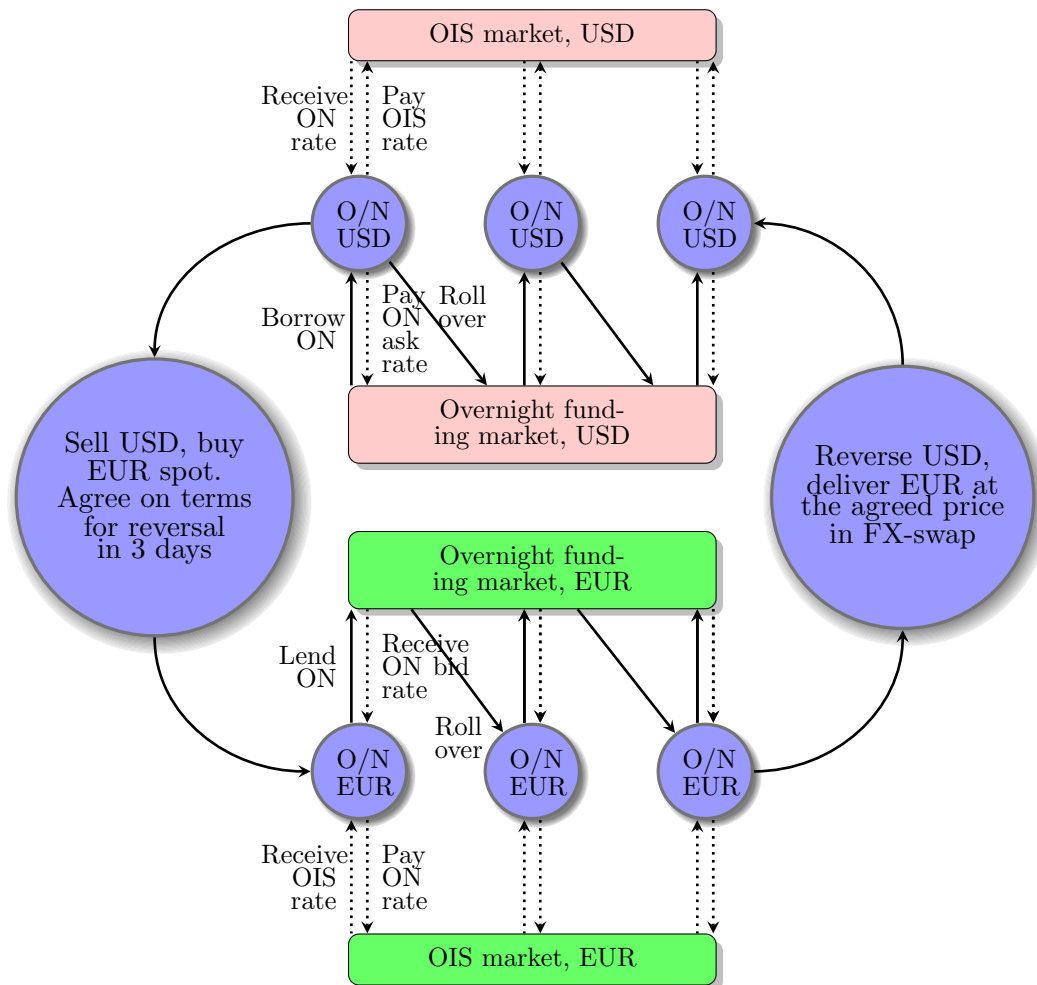 OIS market, USD
Receive
ON
rate
Pay
OIS
rate
O/N
USD
O/N
USD
O/N
USD
Borrow
ON
Pay
ON
ask
rate
Roll
over
Overnight fund-
ing market, USD
Sell USD, buy
EUR spot.
Agree on terms
for reversal
in 3 days
Reverse USD,
deliver EUR at
the agreed price
in FX-swap
Overnight fund-
ing market, EUR
Lend
ON
Receive
ON bid
rate
Roll
over
O/N
EUR
O/N
EUR
O/N
EUR
Receive
OIS
rate
Pay
ON
rate
OIS market, EUR